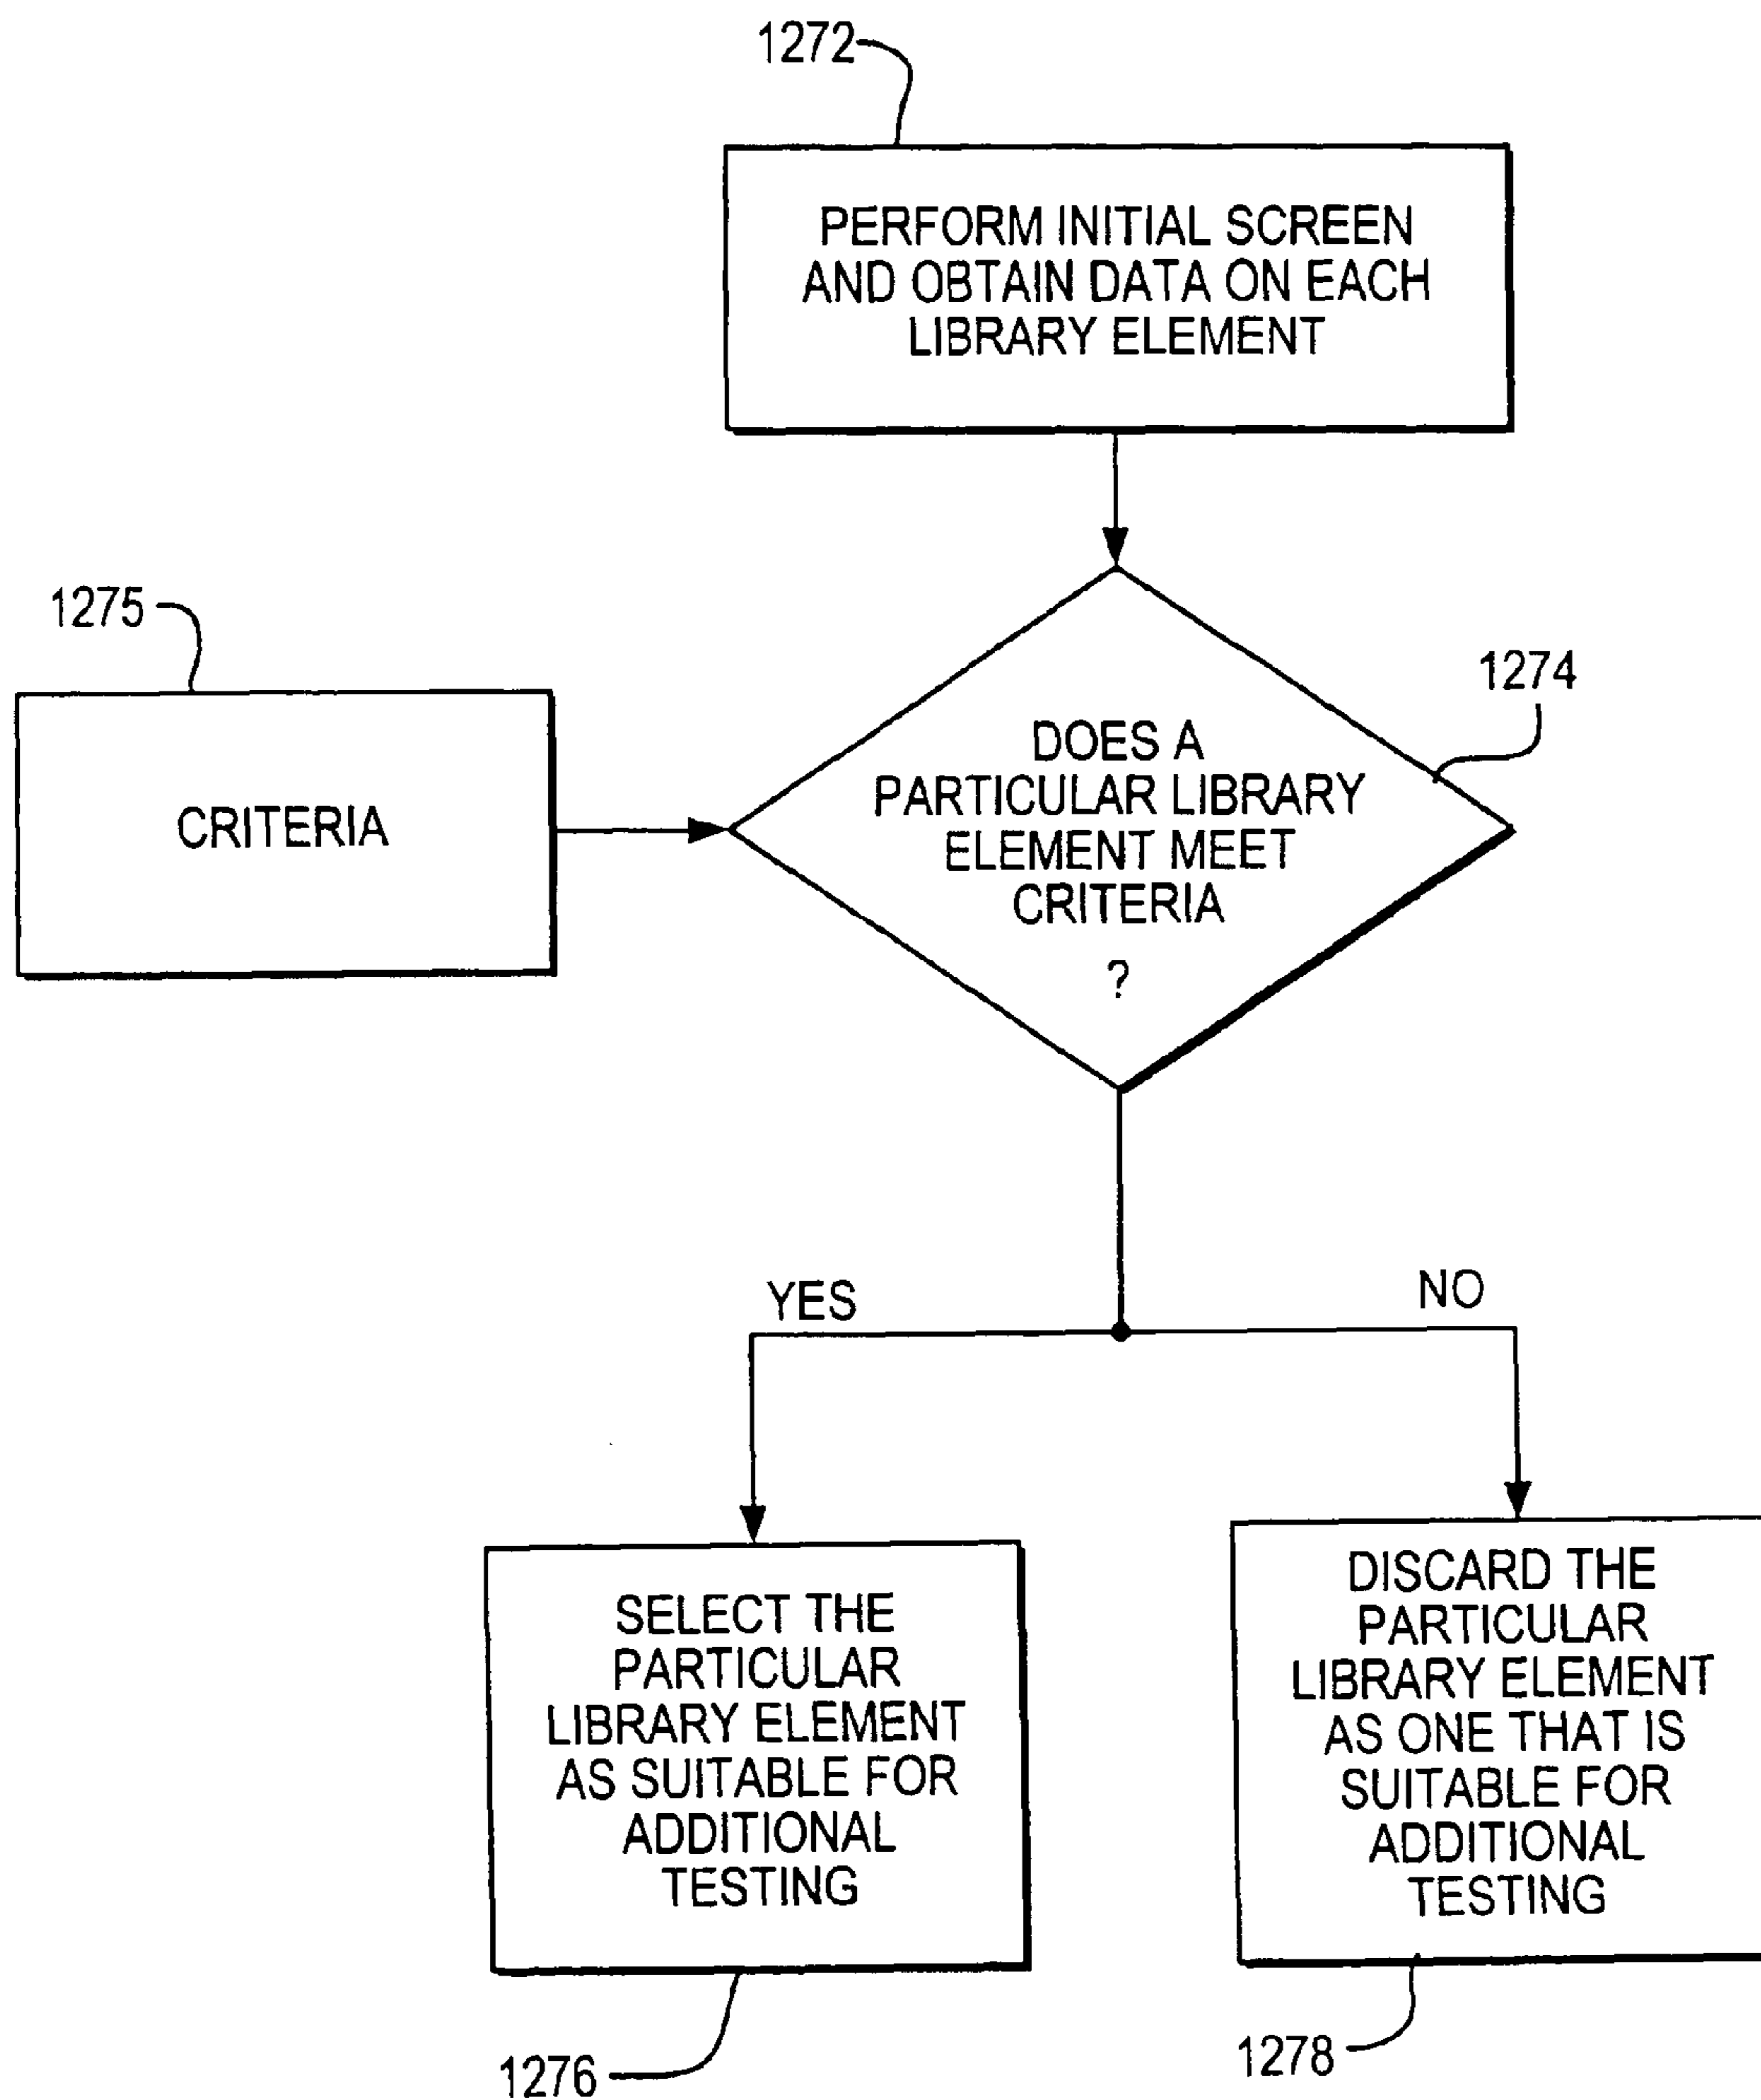 1272
PERFORM INITIAL SCREEN
AND OBTAIN DATA ON EACH
LIBRARY ELEMENT
1275
CRITERIA
1274
DOES A
PARTICULAR LIBRARY
ELEMENT MEET
CRITERIA
?
YES
NO
SELECT THE
PARTICULAR
LIBRARY ELEMENT
AS SUITABLE FOR
ADDITIONAL
TESTING
1276
DISCARD THE
PARTICULAR
LIBRARY ELEMENT
AS ONE THAT IS
SUITABLE FOR
ADDITIONAL
TESTING
1278